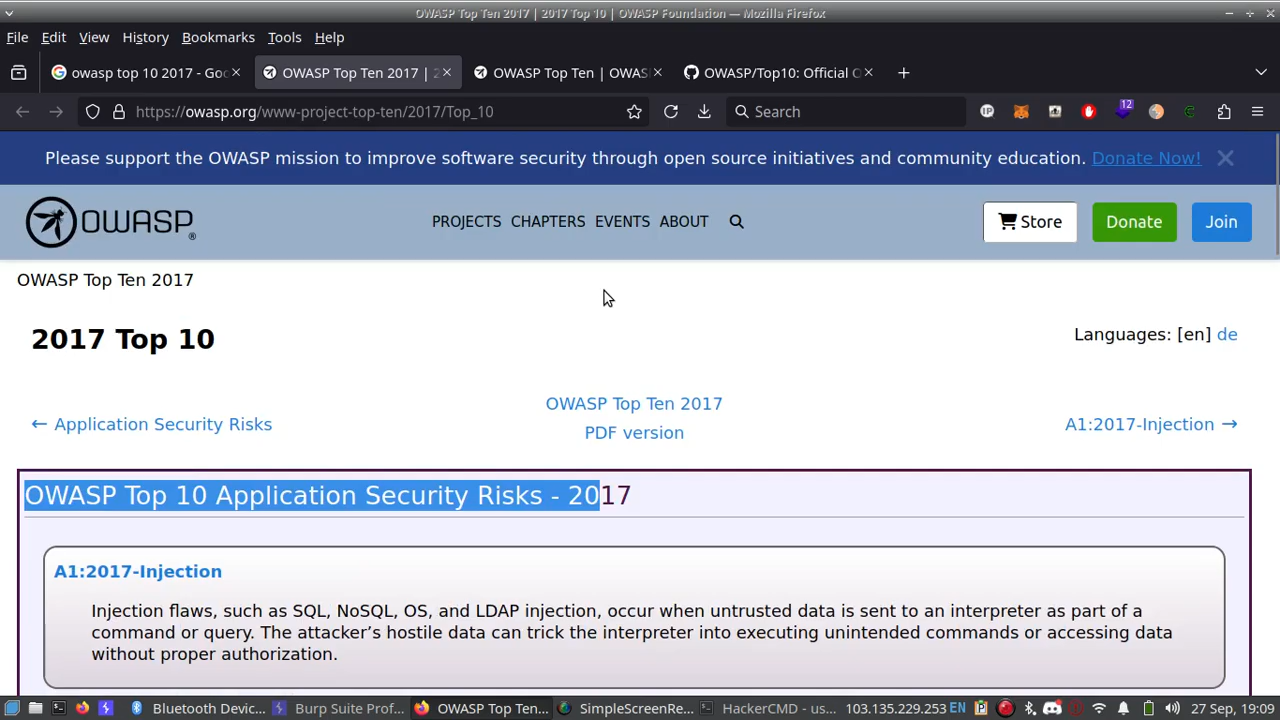 OWASP Top Ten 2017 | 2017 Top 10 | OWASP Foundation — Mozilla Firefox
File Edit View History Bookmarks Tools Help
owasp top 10 2017 - Goo
OWASP Top Ten 2017 | 2
OWASP Top Ten | OWAS
OWASP/Top10: Official O
https://owasp.org/www-project-top-ten/2017/Top_10
Search
12
Please support the OWASP mission to improve software security through open source initiatives and community education. Donate Now!
OWASP®
PROJECTS CHAPTERS EVENTS ABOUT
Store
Donate
Join
OWASP Top Ten 2017
2017 Top 10
Languages: [en] de
← Application Security Risks
OWASP Top Ten 2017
PDF version
A1:2017-Injection →
OWASP Top 10 Application Security Risks - 2017
A1:2017-Injection
Injection flaws, such as SQL, NoSQL, OS, and LDAP injection, occur when untrusted data is sent to an interpreter as part of a
command or query. The attacker’s hostile data can trick the interpreter into executing unintended commands or accessing data
without proper authorization.
Bluetooth Devic... Burp Suite Prof... OWASP Top Ten... SimpleScreenRe... HackerCMD - us... 103.135.229.253 EN 27 Sep, 19:09